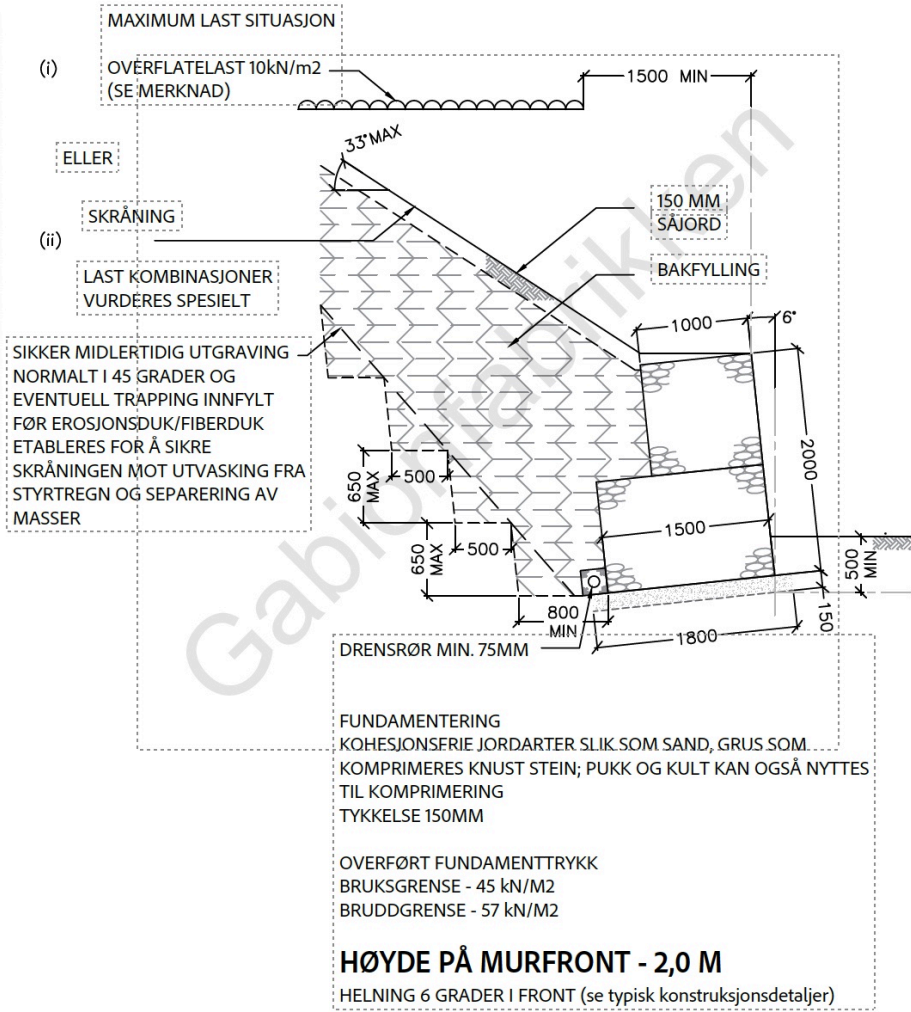 MAXIMUM LAST SITUASJON
(i)
OVERFLATELAST 10kN/m2
(SE MERKNAD)
1500 MIN
33°MAX
ELLER
SKRÅNING
(ii)
150 MM
SÅJORD
LAST KOMBINASJONER
VURDERES SPESIELT
BAKFYLLING
1000
6°
SIKKER MIDLERTIDIG UTGRAVING
NORMALT I 45 GRADER OG
EVENTUELL TRAPPING INNFYLT
FØR EROSJONSDUK/FIBERDUK
ETABLERES FOR Å SIKRE
SKRÅNINGEN MOT UTVASKING FRA
STYRTREGN OG SEPARERING AV
MASSER
2000
650
MAX
500
1500
650
MAX
500
500
MIN
800
MIN
150
1800
Gabionfabrikken
DRENSRØR MIN. 75MM
FUNDAMENTERING
KOHESJONSFRIE JORDARTER SLIK SOM SAND, GRUS SOM
KOMPRIMERES KNUST STEIN; PUKK OG KULT KAN OGSÅ NYTTES
TIL KOMPRIMERING
TYKKELSE 150MM
OVERFØRT FUNDAMENTTRYKK
BRUKSGRENSE - 45 kN/M2
BRUDDGRENSE - 57 kN/M2
HØYDE PÅ MURFRONT - 2,0 M
HELNING 6 GRADER I FRONT (se typisk konstruksjonsdetaljer)